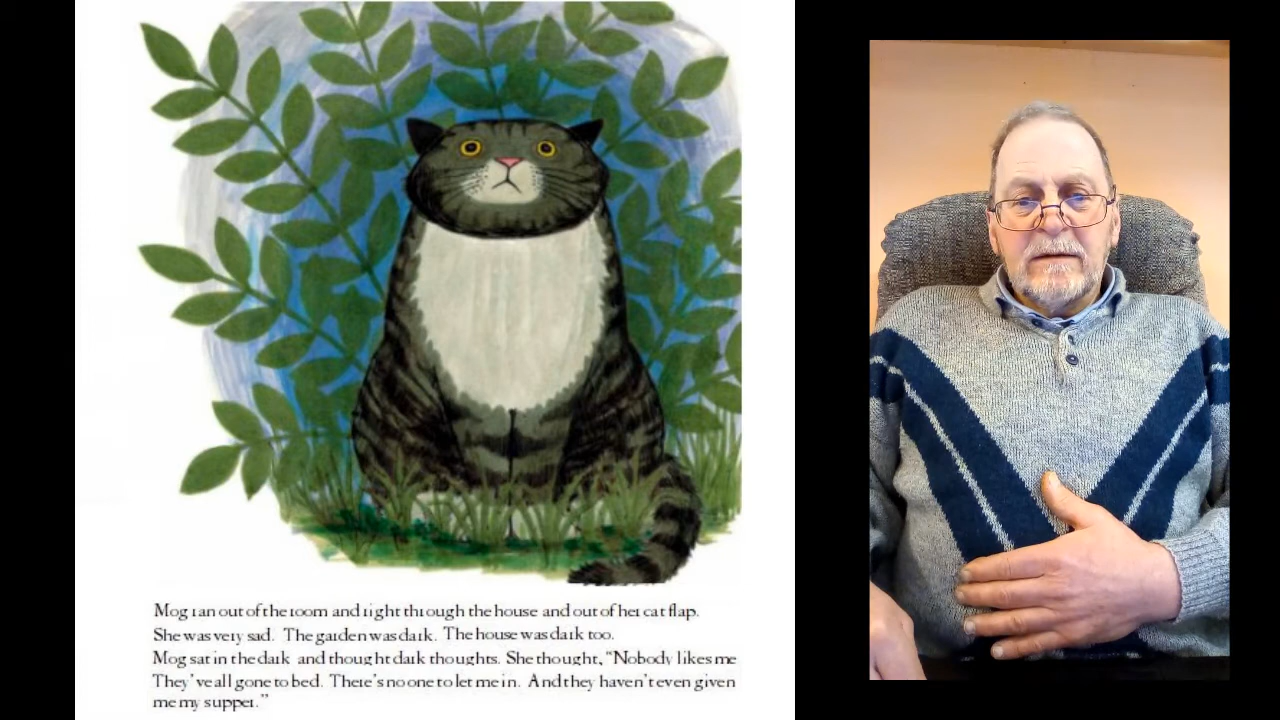 Mog ran out of the room and right through the house and out of her cat flap.
She was very sad. The garden was dark. The house was dark too.
Mog sat in the dark and thought dark thoughts. She thought, “Nobody likes me
They’ve all gone to bed. There’s no one to let me in. And they haven’t even given
me my supper.”